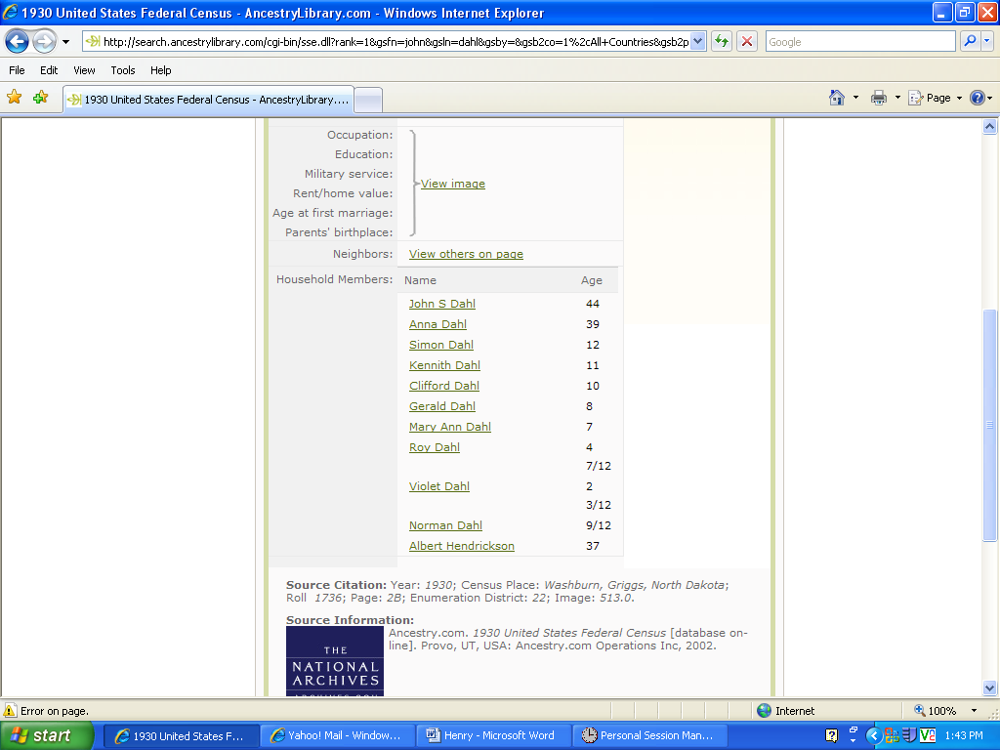 1930 United States Federal Census - AncestryLibrary.com - Windows Internet Explorer
http://search.ancestrylibrary.com/cgi-bin/sse.dll?rank=1&gsfn=john&gsln=dahl&gsby=&gsb2co=1%2cAll+Countries&gsb2p
Google
File Edit View Tools Help
1930 United States Federal Census - AncestryLibrary....
Page
Occupation:
Education:
Military service:
View image
Rent/home value:
Age at first marriage:
Parents' birthplace:
Neighbors: View others on page
Household Members: Name Age
John S Dahl 44
Anna Dahl 39
Simon Dahl 12
Kennith Dahl 11
Clifford Dahl 10
Gerald Dahl 8
Mary Ann Dahl 7
Roy Dahl 4
7/12
Violet Dahl 2
3/12
Norman Dahl 9/12
Albert Hendrickson 37
Source Citation: Year: 1930; Census Place: Washburn, Griggs, North Dakota;
Roll 1736; Page: 2B; Enumeration District: 22; Image: 513.0.
Source Information:
Ancestry.com. 1930 United States Federal Census [database on-
line]. Provo, UT, USA: Ancestry.com Operations Inc, 2002.
THE
NATIONAL
ARCHIVES
ARCHIVES.GOV
Error on page. Internet 100%
start 1930 United States F... Yahoo! Mail - Window... Henry - Microsoft Word Personal Session Man... 1:43 PM